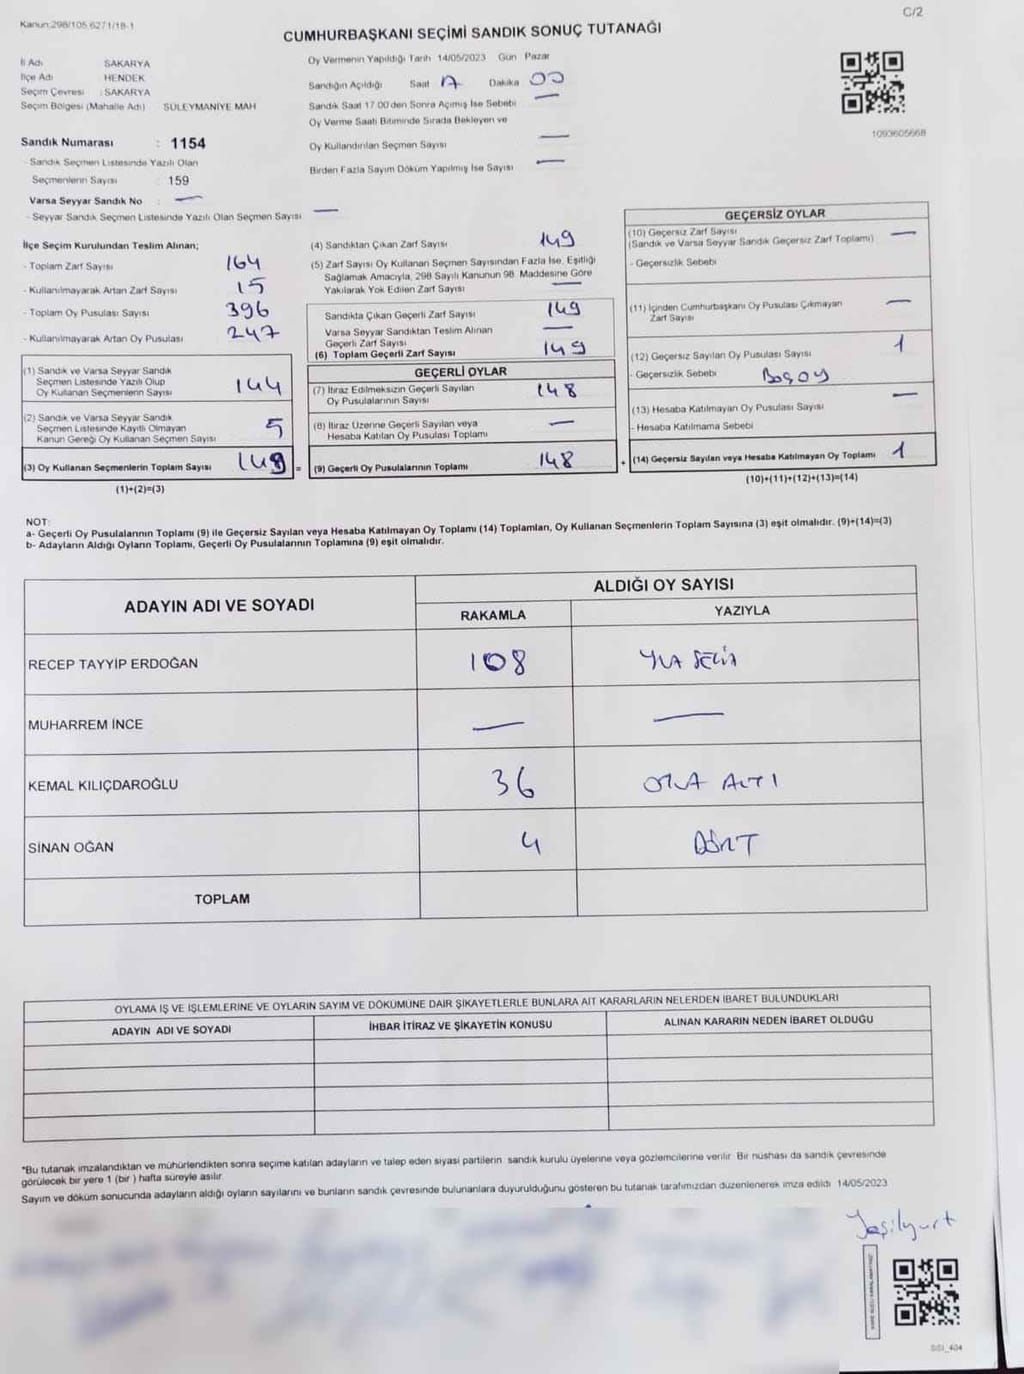 Kanun:298/105.6271/18-1
C/2
CUMHURBAŞKANI SEÇİMİ SANDIK SONUÇ TUTANAĞI
İl Adı SAKARYA
İlçe Adı HENDEK
Seçim Çevresi : SAKARYA
Seçim Bölgesi (Mahalle Adı) SÜLEYMANİYE MAH
Oy Vermenin Yapıldığı Tarih 14/05/2023 Gün Pazar
Sandığın Açıldığı Saat 17 Dakika 00
Sandık Saat 17.00'den Sonra Açımış İse Sebebi —
Oy Verme Saati Bitiminde Sırada Bekleyen ve
Oy Kullandırılan Seçmen Sayısı —
Birden Fazla Sayım Döküm Yapılmış İse Sayısı —
1093605668
Sandık Numarası : 1154
- Sandık Seçmen Listesinde Yazılı Olan
Seçmenlerin Sayısı 159
Varsa Seyyar Sandık No : —
- Seyyar Sandık Seçmen Listesinde Yazılı Olan Seçmen Sayısı —
İlçe Seçim Kurulundan Teslim Alınan;
- Toplam Zarf Sayısı 164
- Kullanılmayarak Artan Zarf Sayısı 15
- Toplam Oy Pusulası Sayısı 396
- Kullanılmayarak Artan Oy Pusulası 247
(1) Sandık ve Varsa Seyyar Sandık
Seçmen Listesinde Yazılı Olup
Oy Kullanan Seçmenlerin Sayısı 144
(2) Sandık ve Varsa Seyyar Sandık
Seçmen Listesinde Kayıtlı Olmayan
Kanun Gereği Oy Kullanan Seçmen Sayısı 5
(3) Oy Kullanan Seçmenlerin Toplam Sayısı 149 =
(1)+(2)=(3)
(4) Sandıktan Çıkan Zarf Sayısı 149
(5) Zarf Sayısı Oy Kullanan Seçmen Sayısından Fazla İse, Eşitliği
Sağlamak Amacıyla, 298 Sayılı Kanunun 98. Maddesine Göre
Yakılarak Yok Edilen Zarf Sayısı —
Sandıkta Çıkan Geçerli Zarf Sayısı 149
Varsa Seyyar Sandıktan Teslim Alınan
Geçerli Zarf Sayısı —
(6) Toplam Geçerli Zarf Sayısı 149
GEÇERLİ OYLAR
(7) İtiraz Edilmeksizin Geçerli Sayılan
Oy Pusulalarının Sayısı 148
(8) İtiraz Üzerine Geçerli Sayılan veya
Hesaba Katılan Oy Pusulası Toplamı —
(9) Geçerli Oy Pusulalarının Toplamı 148 +
GEÇERSİZ OYLAR
(10) Geçersiz Zarf Sayısı —
(Sandık ve Varsa Seyyar Sandık Geçersiz Zarf Toplamı)
- Geçersizlik Sebebi
(11) İçinden Cumhurbaşkanı Oy Pusulası Çıkmayan
Zarf Sayısı —
(12) Geçersiz Sayılan Oy Pusulası Sayısı 1
- Geçersizlik Sebebi BOŞOY
(13) Hesaba Katılmayan Oy Pusulası Sayısı —
- Hesaba Katılmama Sebebi
(14) Geçersiz Sayılan veya Hesaba Katılmayan Oy Toplamı 1
(10)+(11)+(12)+(13)=(14)
NOT:
a- Geçerli Oy Pusulalarının Toplamı (9) ile Geçersiz Sayılan veya Hesaba Katılmayan Oy Toplamı (14) Toplamları, Oy Kullanan Seçmenlerin Toplam Sayısına (3) eşit olmalıdır. (9)+(14)=(3)
b- Adayların Aldığı Oyların Toplamı, Geçerli Oy Pusulalarının Toplamına (9) eşit olmalıdır.
ADAYIN ADI VE SOYADI
ALDIĞI OY SAYISI
RAKAMLA YAZIYLA
RECEP TAYYİP ERDOĞAN 108 YÜZ SEKİZ
MUHARREM İNCE — —
KEMAL KILIÇDAROĞLU 36 OTUZ ALTI
SİNAN OĞAN 4 DÖRT
TOPLAM
OYLAMA İŞ VE İŞLEMLERİNE VE OYLARIN SAYIM VE DÖKÜMÜNE DAİR ŞİKAYETLERLE BUNLARA AİT KARARLARIN NELERDEN İBARET BULUNDUKLARI
ADAYIN ADI VE SOYADI İHBAR İTİRAZ VE ŞİKAYETİN KONUSU ALINAN KARARIN NEDEN İBARET OLDUĞU
*Bu tutanak imzalandıktan ve mühürlendikten sonra seçime katılan adayların ve talep eden siyasi partilerin sandık kurulu üyelerine veya gözlemcilerine verilir. Bir nüshası da sandık çevresinde
görülecek bir yere 1 (bir ) hafta süreyle asılır.
Sayım ve döküm sonucunda adayların aldığı oyların sayılarını ve bunların sandık çevresinde bulunanlara duyurulduğunu gösteren bu tutanak tarafımızdan düzenlenerek imza edildi. 14/05/2023
Yeşilyurt
SSI_404